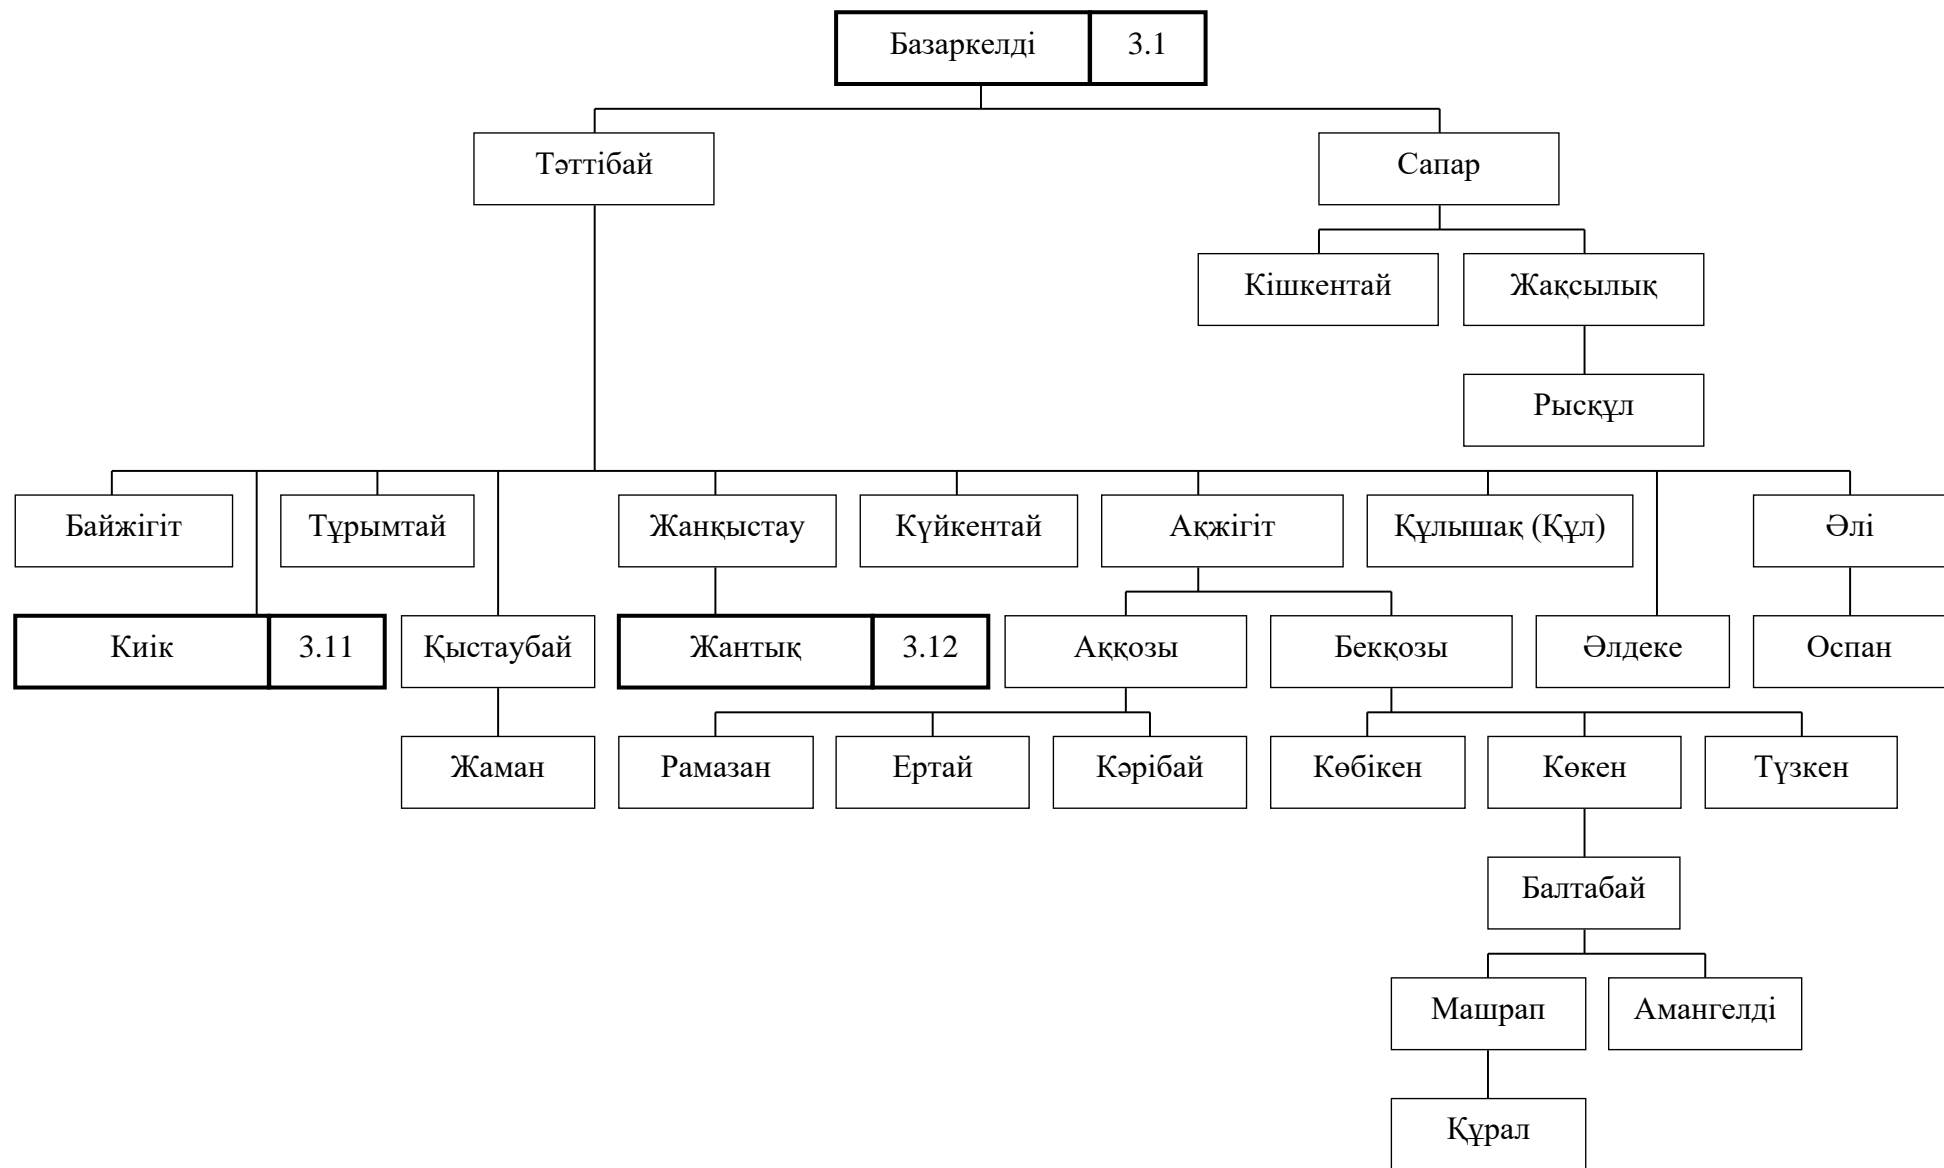 Базаркелді 3.1
Тәттібай Сапар
Кішкентай Жақсылық
Рысқұл
Байжігіт Тұрымтай Жанқыстау Күйкентай Ақжігіт Құлышақ (Құл) Әлі
Киік 3.11 Қыстаубай Жантық 3.12 Аққозы Бекқозы Әлдеке Оспан
Жаман Рамазан Ертай Кәрібай Көбікен Көкен Түзкен
Балтабай
Машрап Амангелді
Құрал